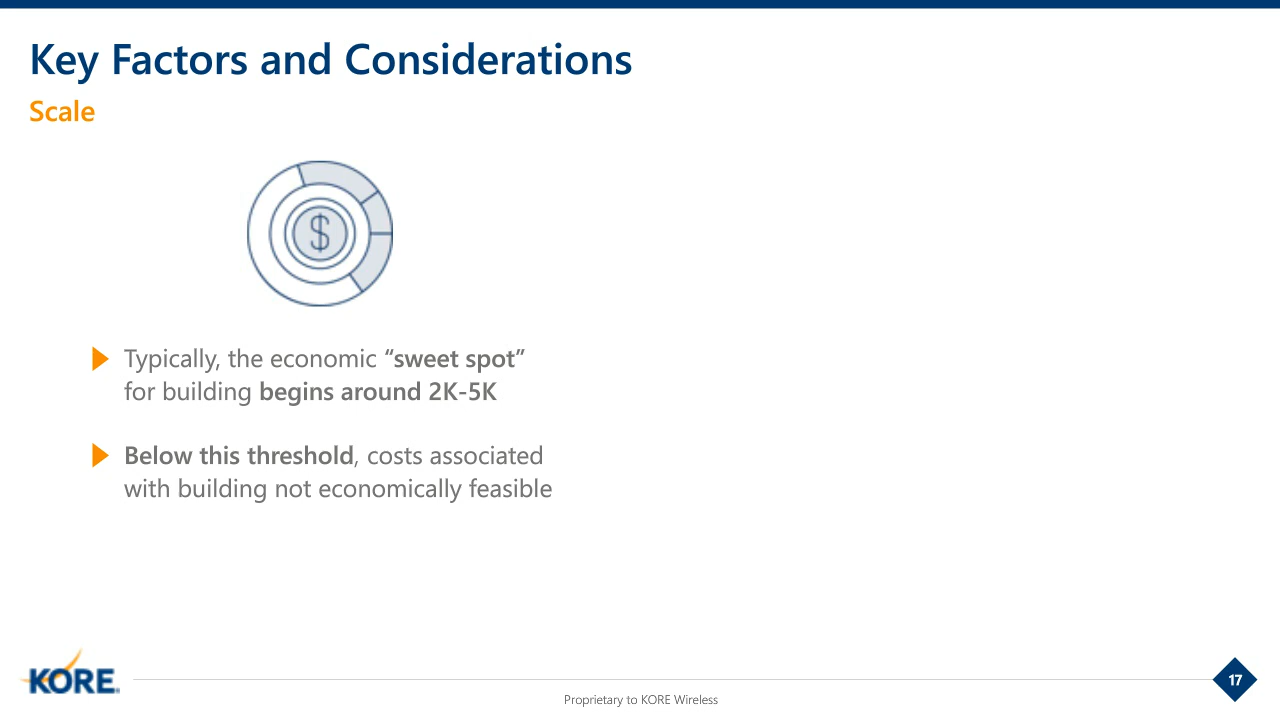 Key Factors and Considerations
Scale
$
Typically, the economic “sweet spot”
for building begins around 2K-5K
Below this threshold, costs associated
with building not economically feasible
KORE
17
Proprietary to KORE Wireless